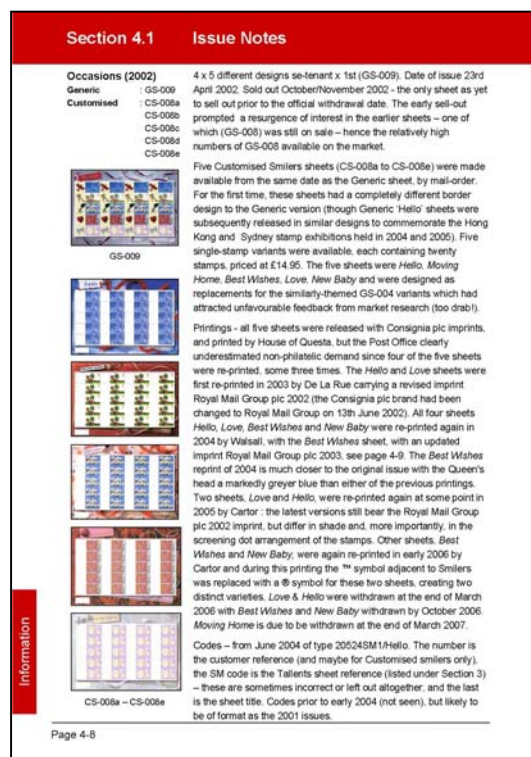 Section 4.1 Issue Notes
Occasions (2002)
Generic : GS-009
Customised : CS-008a
CS-008b
CS-008c
CS-008d
CS-008e
GS-009
CS-008a – CS-008e
4 x 5 different designs se-tenant x 1st (GS-009). Date of issue 23rd
April 2002. Sold out October/November 2002 - the only sheet as yet
to sell out prior to the official withdrawal date. The early sell-out
prompted a resurgence of interest in the earlier sheets – one of
which (GS-008) was still on sale – hence the relatively high
numbers of GS-008 available on the market.
Five Customised Smilers sheets (CS-008a to CS-008e) were made
available from the same date as the Generic sheet, by mail-order.
For the first time, these sheets had a completely different border
design to the Generic version (though Generic 'Hello' sheets were
subsequently released in similar designs to commemorate the Hong
Kong and Sydney stamp exhibitions held in 2004 and 2005). Five
single-stamp variants were available, each containing twenty
stamps, priced at £14.95. The five sheets were Hello, Moving
Home, Best Wishes, Love, New Baby and were designed as
replacements for the similarly-themed GS-004 variants which had
attracted unfavourable feedback from market research (too drab!).
Printings - all five sheets were released with Consignia plc imprints,
and printed by House of Questa, but the Post Office clearly
underestimated non-philatelic demand since four of the five sheets
were re-printed, some three times. The Hello and Love sheets were
first re-printed in 2003 by De La Rue carrying a revised imprint
Royal Mail Group plc 2002 (the Consignia plc brand had been
changed to Royal Mail Group on 13th June 2002). All four sheets
Hello, Love, Best Wishes and New Baby were re-printed again in
2004 by Walsall, with the Best Wishes sheet, with an updated
imprint Royal Mail Group plc 2003, see page 4-9. The Best Wishes
reprint of 2004 is much closer to the original issue with the Queen's
head a markedly greyer blue than either of the previous printings.
Two sheets, Love and Hello, were re-printed again at some point in
2005 by Cartor : the latest versions still bear the Royal Mail Group
plc 2002 imprint, but differ in shade and, more importantly, in the
screening dot arrangement of the stamps. Other sheets, Best
Wishes and New Baby, were again re-printed in early 2006 by
Cartor and during this printing the ™ symbol adjacent to Smilers
was replaced with a ® symbol for these two sheets, creating two
distinct varieties. Love & Hello were withdrawn at the end of March
2006 with Best Wishes and New Baby withdrawn by October 2006.
Moving Home is due to be withdrawn at the end of March 2007.
Codes – from June 2004 of type 20524SM1/Hello. The number is
the customer reference (and maybe for Customised smilers only),
the SM code is the Tallents sheet reference (listed under Section 3)
– these are sometimes incorrect or left out altogether, and the last
is the sheet title. Codes prior to early 2004 (not seen), but likely to
be of format as the 2001 issues.
Information
Page 4-8